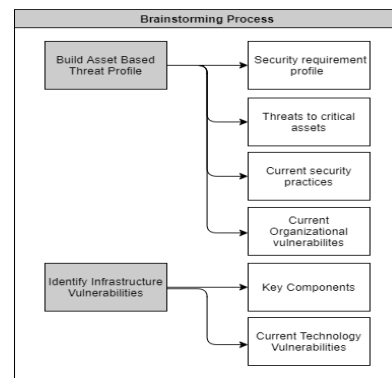 Brainstorming Process
Build Asset Based
Threat Profile
Security requirement
profile
Threats to critical
assets
Current security
practices
Current
Organizational
vulnerabilites
Identify Infrastructure
Vulnerabilities
Key Components
Current Technology
Vulnerabilities